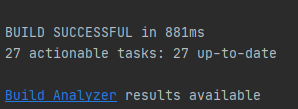 BUILD SUCCESSFUL in 881ms
27 actionable tasks: 27 up-to-date
Build Analyzer results available